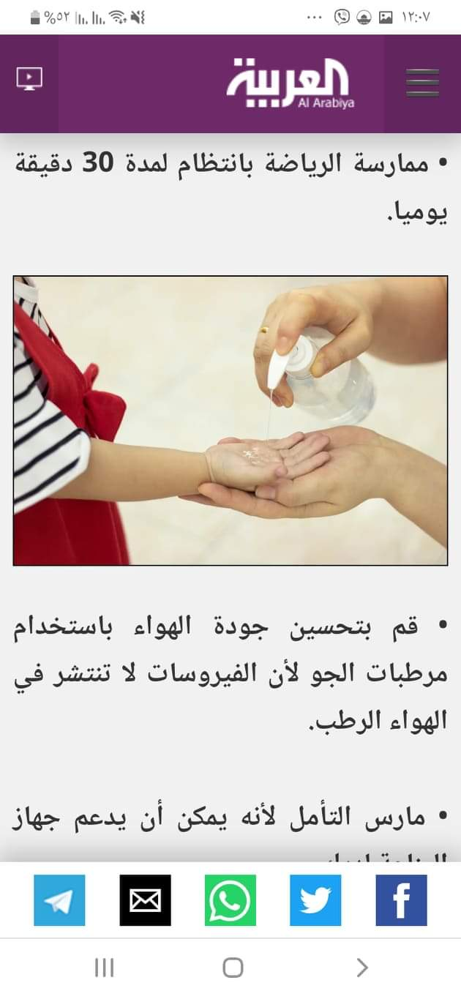 %٥٢
١٢:٠٧
العربية
Al Arabiya
• ممارسة الرياضة بانتظام لمدة 30 دقيقة
يوميا.
• قم بتحسين جودة الهواء باستخدام
مرطبات الجو لأن الفيروسات لا تنتشر في
الهواء الرطب.
• مارس التأمل لأنه يمكن أن يدعم جهاز